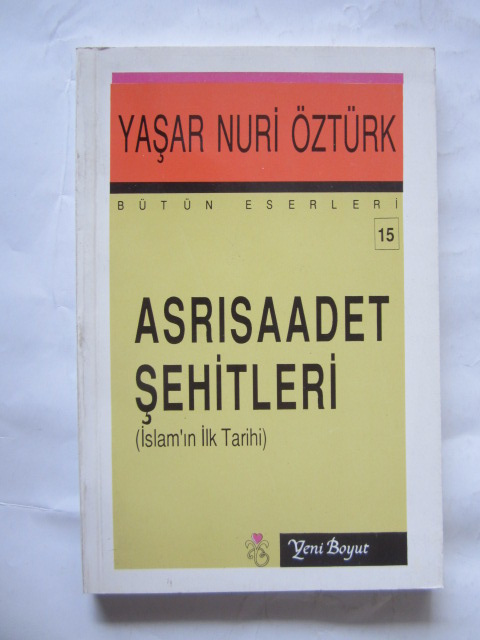 YAŞAR NURİ ÖZTÜRK
BÜTÜN ESERLERİ
15
ASRISAADET
ŞEHİTLERİ
(İslam'ın İlk Tarihi)
Yeni Boyut